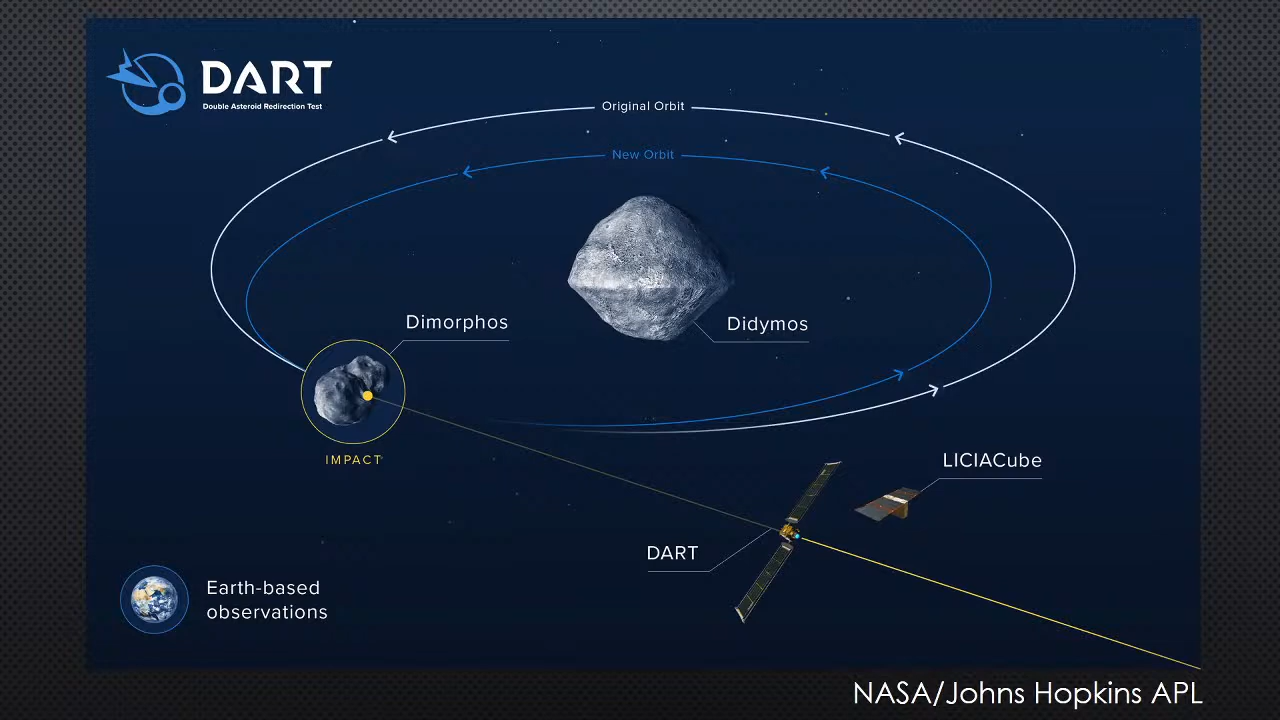 DART
Double Asteroid Redirection Test
Original Orbit
New Orbit
Dimorphos
Didymos
IMPACT
LICIACube
DART
Earth-based
observations
NASA/Johns Hopkins APL